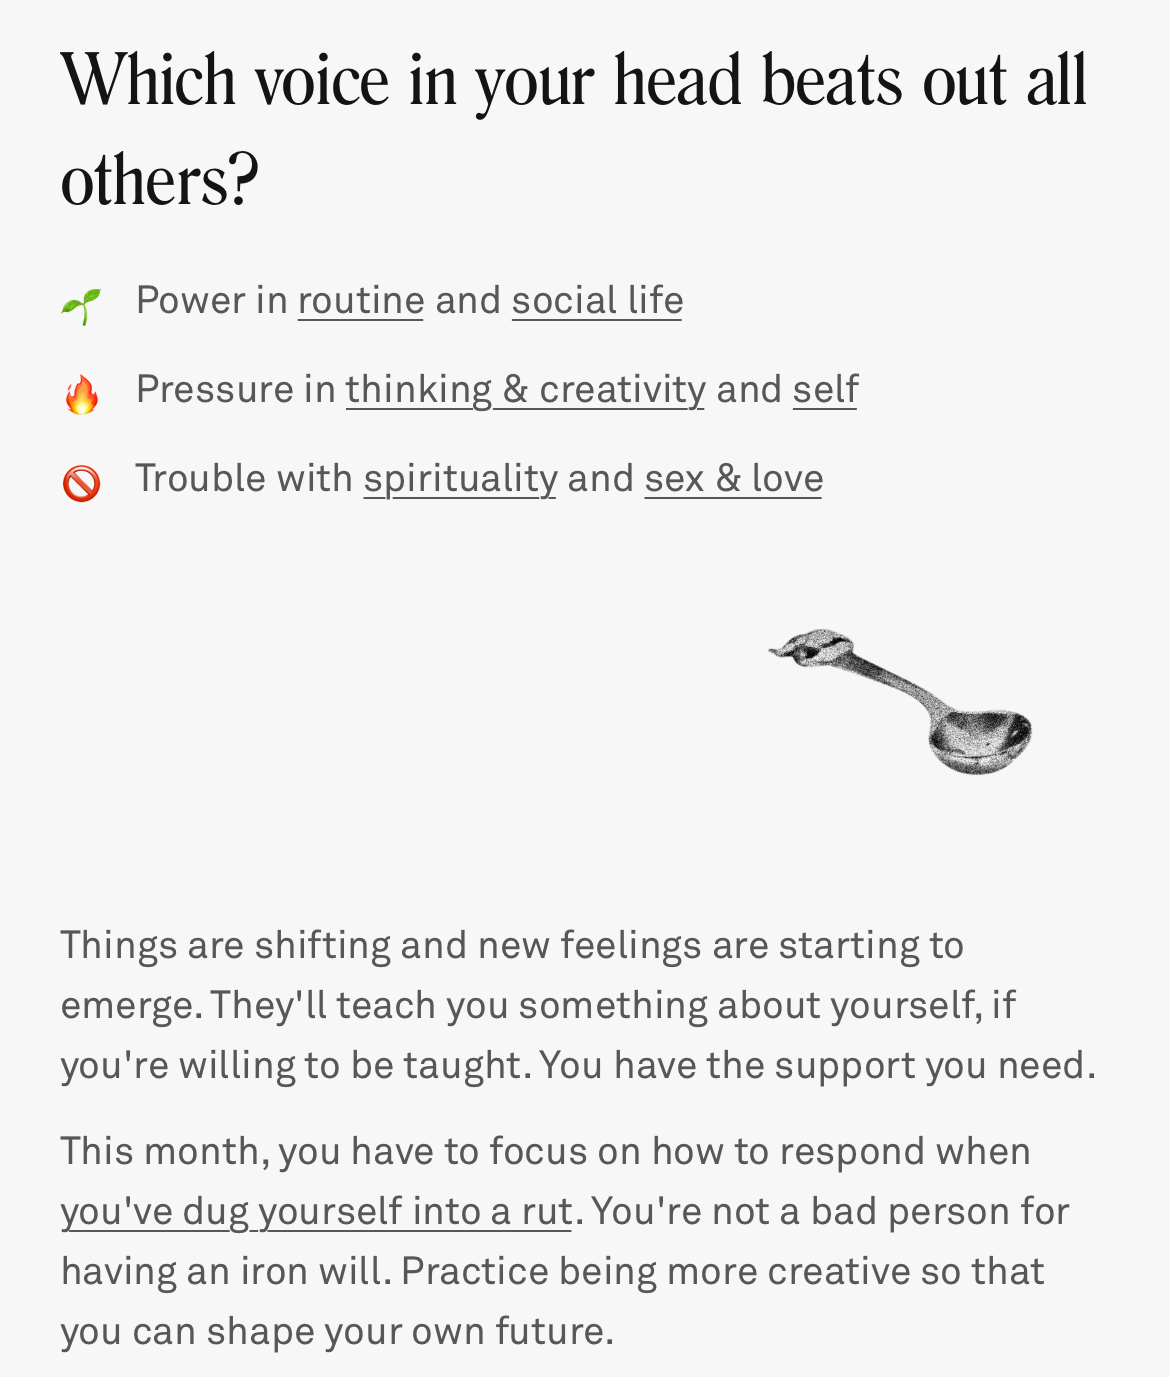 Which voice in your head beats out all
others?
Power in routine and social life
Pressure in thinking & creativity and self
Trouble with spirituality and sex & love
Things are shifting and new feelings are starting to
emerge. They'll teach you something about yourself, if
you're willing to be taught. You have the support you need.
This month, you have to focus on how to respond when
you've dug yourself into a rut. You're not a bad person for
having an iron will. Practice being more creative so that
you can shape your own future.